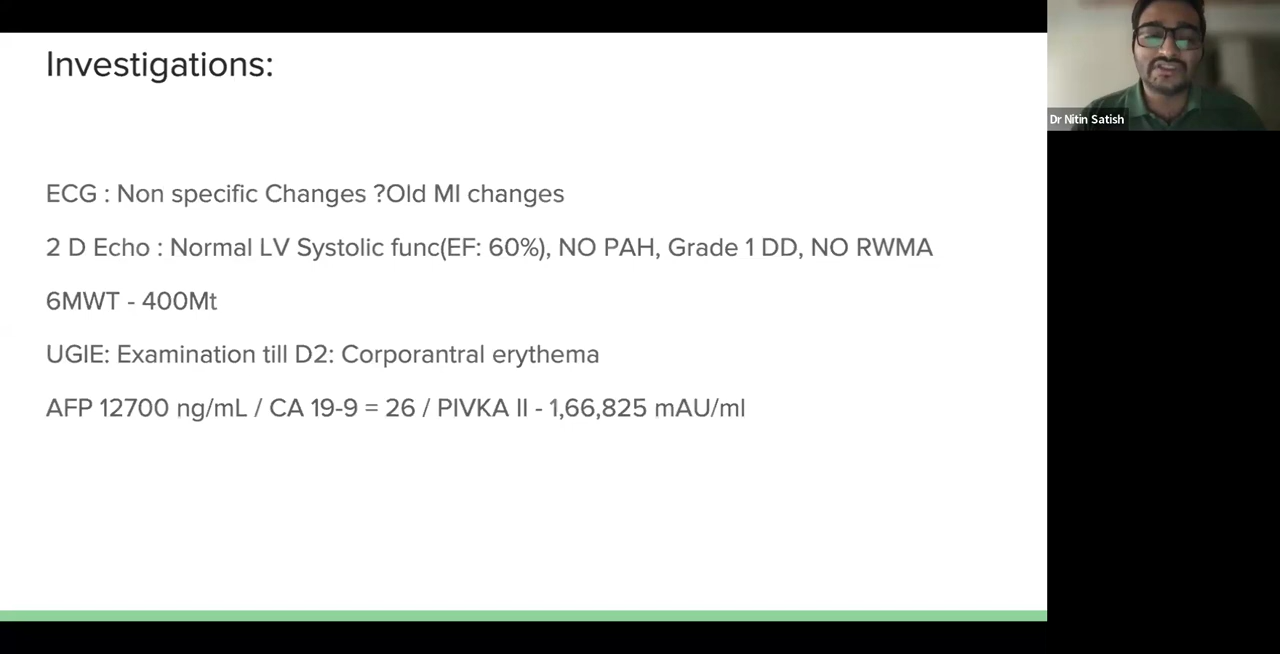 Investigations:
Dr Nitin Satish
ECG : Non specific Changes ?Old MI changes
2 D Echo : Normal LV Systolic func(EF: 60%), NO PAH, Grade 1 DD, NO RWMA
6MWT - 400Mt
UGIE: Examination till D2: Corporantral erythema
AFP 12700 ng/mL / CA 19-9 = 26 / PIVKA II - 1,66,825 mAU/ml